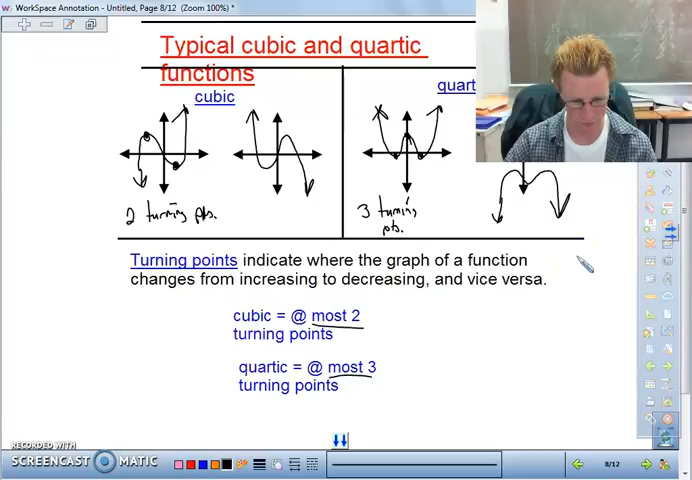 WorkSpace Annotation - Untitled, Page 8/12 (Zoom 100%) *
Typical cubic and quartic
functions
cubic
quart
2 turning pts.
3 turning
pts.
Turning points indicate where the graph of a function
changes from increasing to decreasing, and vice versa.
cubic = @ most 2
turning points
quartic = @ most 3
turning points
RECORDED WITH
SCREENCAST MATIC
8/12